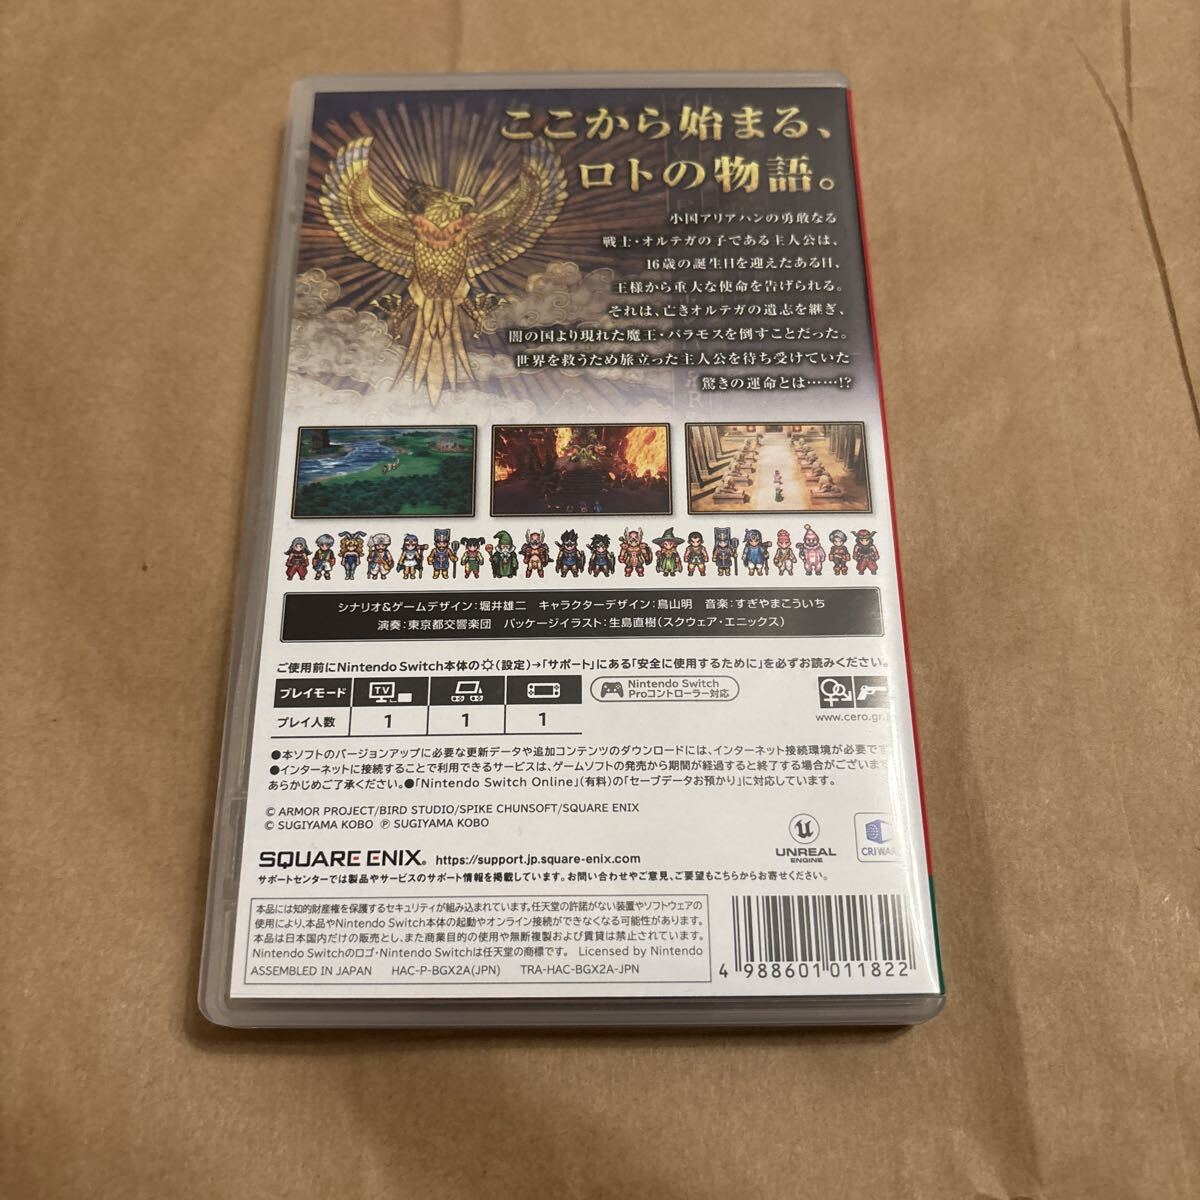 ここから始まる、
ロトの物語。
小国アリアハンの勇敢なる
戦士・オルテガの子である主人公は、
16歳の誕生日を迎えたある日、
王様から重大な使命を告げられる。
それは、亡きオルテガの遺志を継ぎ、
闇の国より現れた魔王・バラモスを倒すことだった。
世界を救うため旅立った主人公を待ち受けていた
驚きの運命とは……!?
シナリオ&ゲームデザイン:堀井雄二 キャラクターデザイン:鳥山明 音楽:すぎやまこういち
演奏:東京都交響楽団 パッケージイラスト:生島直樹(スクウェア・エニックス)
ご使用前にNintendo Switch本体の(設定)→「サポート」にある「安全に使用するために」を必ずお読みください。
プレイモード TV
プレイ人数 1 1 1
Nintendo Switch
Proコントローラー対応
www.cero.gr.
●本ソフトのバージョンアップに必要な更新データや追加コンテンツのダウンロードには、インターネット接続環境が必要です
●インターネットに接続することで利用できるサービスは、ゲームソフトの発売から期間が経過すると終了する場合がございます
あらかじめご了承ください。●「Nintendo Switch Online」(有料)の「セーブデータお預かり」に対応しています。
© ARMOR PROJECT/BIRD STUDIO/SPIKE CHUNSOFT/SQUARE ENIX
© SUGIYAMA KOBO ℗ SUGIYAMA KOBO
UNREAL
ENGINE
CRIWARE
SQUARE ENIX. https://support.jp.square-enix.com
サポートセンターでは製品やサービスのサポート情報を掲載しています。お問い合わせやご意見、ご要望もこちらからお寄せください。
本品には知的財産権を保護するセキュリティが組み込まれています。任天堂の許諾がない装置やソフトウェアの
使用により、本品やNintendo Switch本体の起動やオンライン接続ができなくなる可能性があります。
本品は日本国内だけの販売とし、また商業目的の使用や無断複製および賃貸は禁止されています。
Nintendo Switchのロゴ・Nintendo Switchは任天堂の商標です。 Licensed by Nintendo
ASSEMBLED IN JAPAN HAC-P-BGX2A(JPN) TRA-HAC-BGX2A-JPN
4 988601 011822